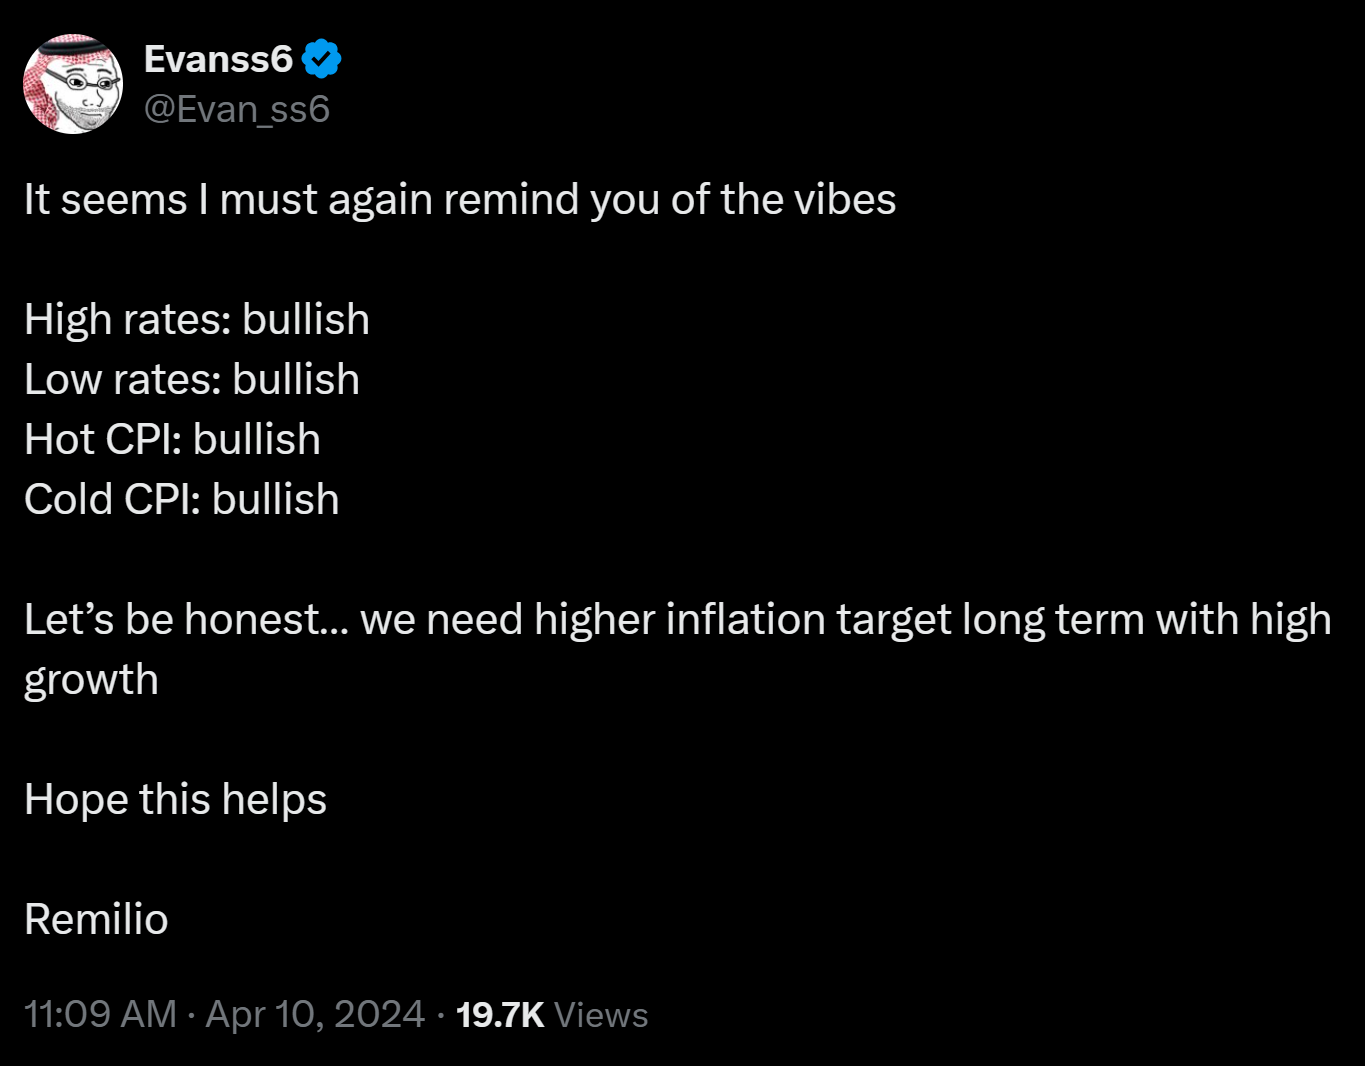 Evanss6
@Evan_ss6
It seems I must again remind you of the vibes
High rates: bullish
Low rates: bullish
Hot CPI: bullish
Cold CPI: bullish
Let’s be honest... we need higher inflation target long term with high
growth
Hope this helps
Remilio
11:09 AM · Apr 10, 2024 · 19.7K Views